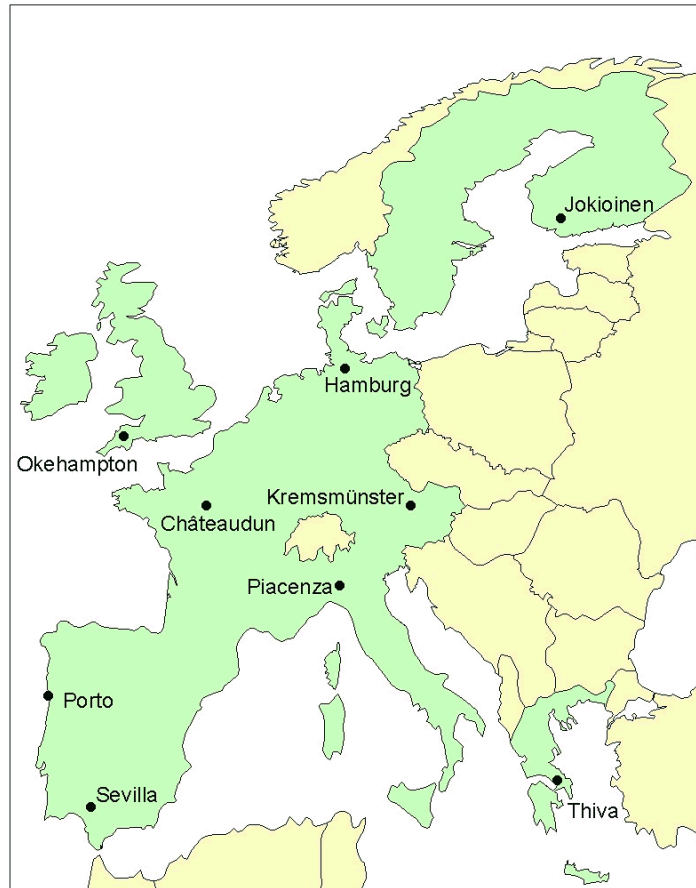 Jokioinen
Hamburg
Okehampton
Kremsmünster
Châteaudun
Piacenza
Porto
Sevilla
Thiva